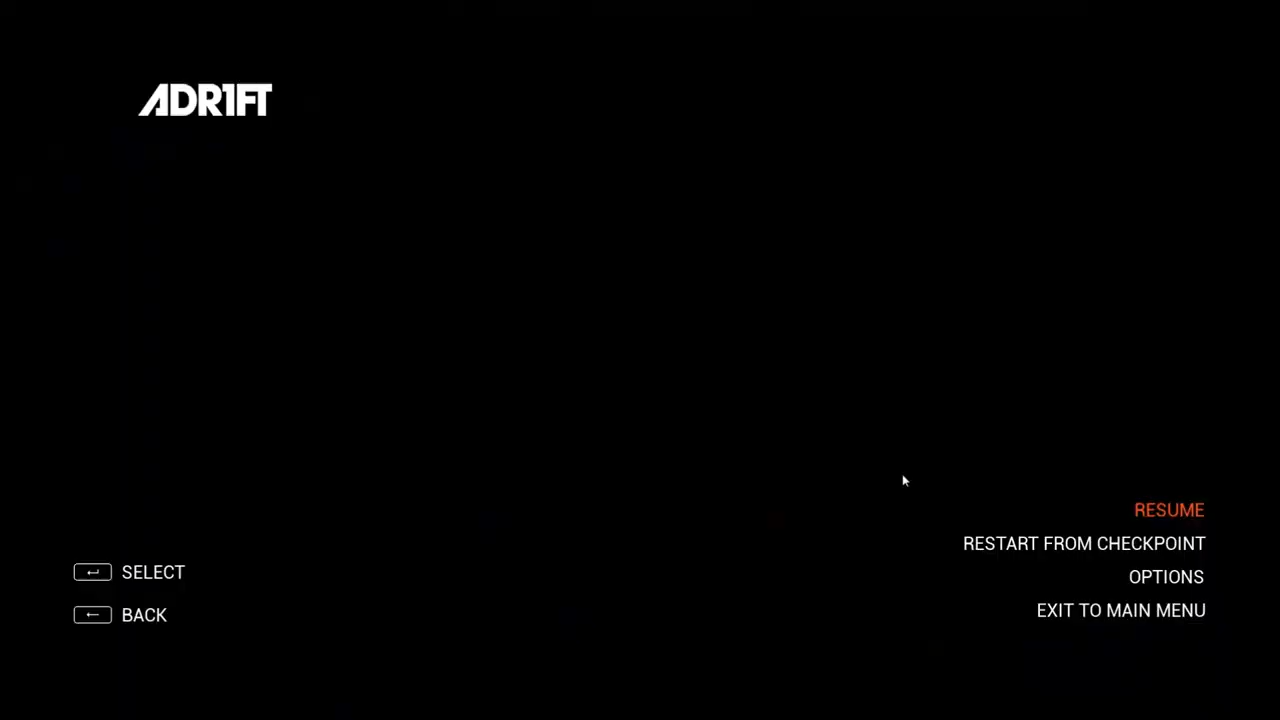 ADR1FT
RESUME
RESTART FROM CHECKPOINT
OPTIONS
EXIT TO MAIN MENU
SELECT
BACK